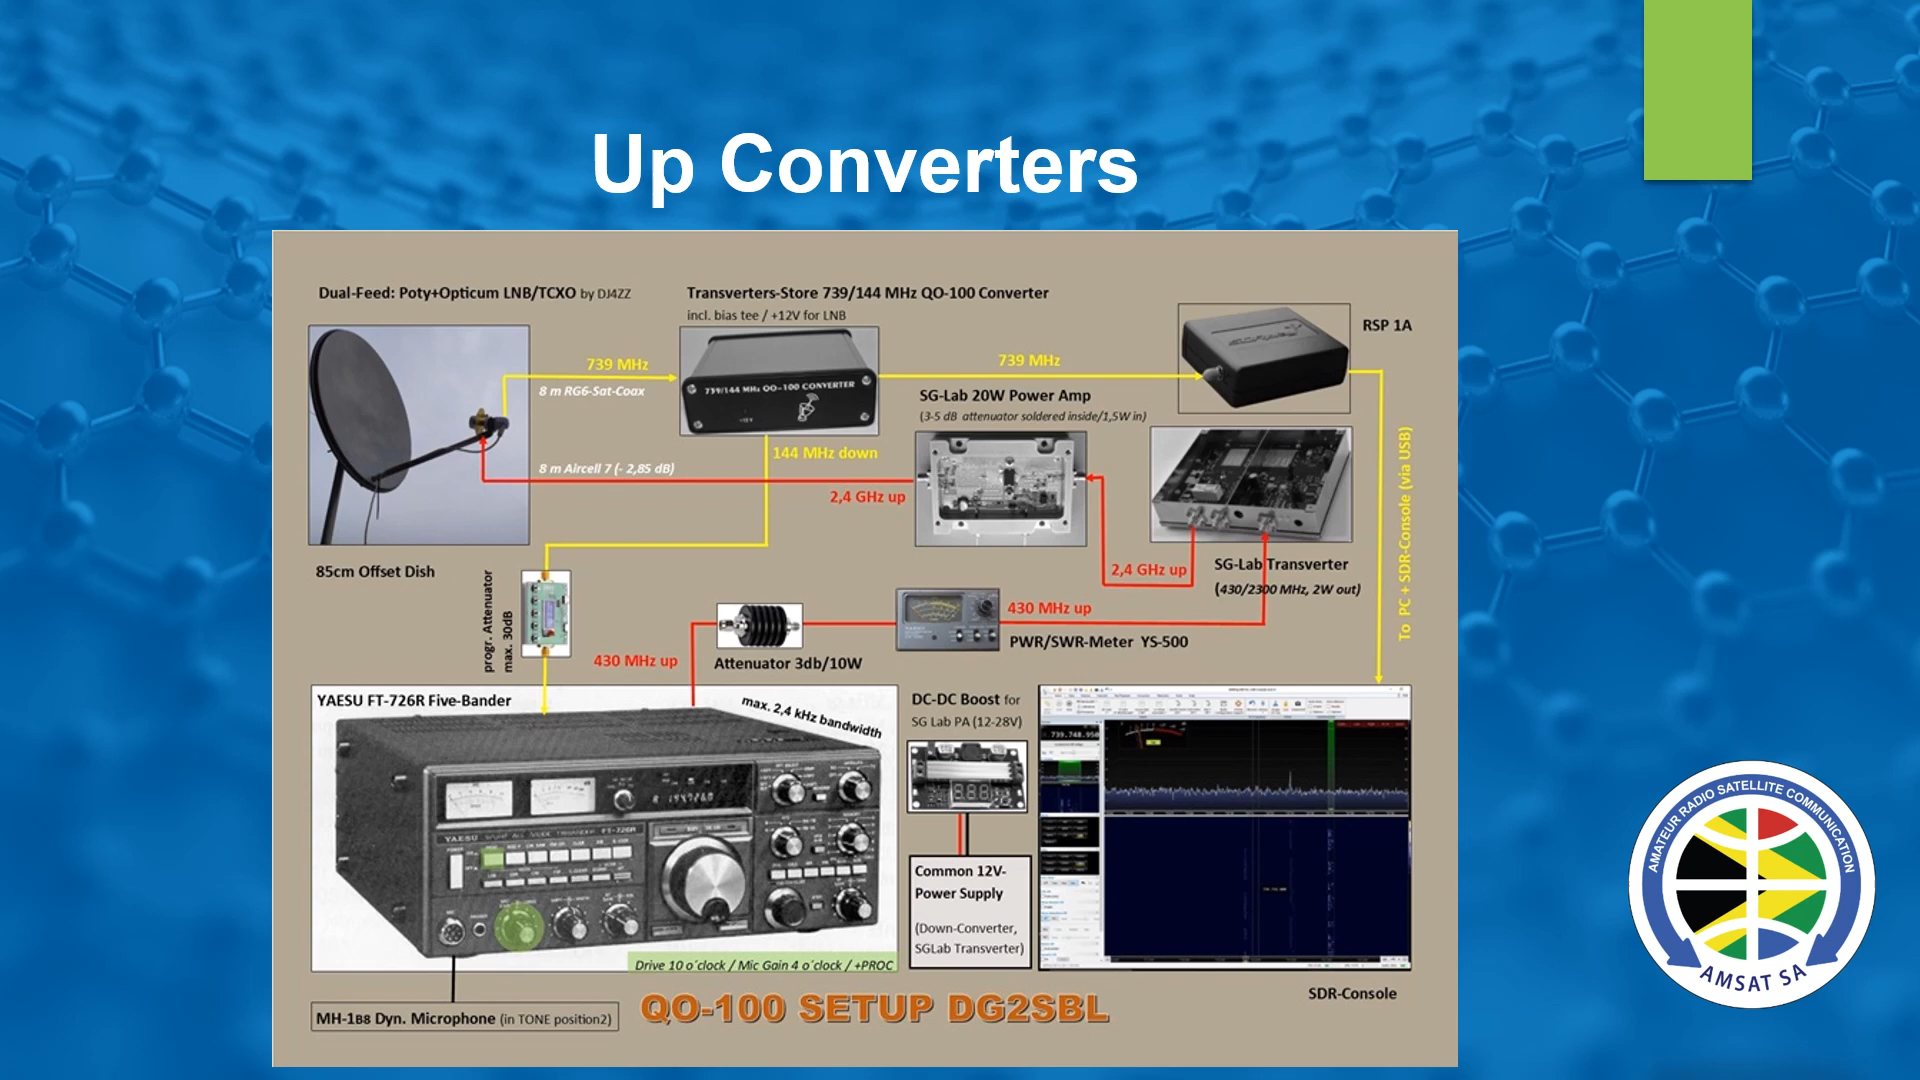 Up Converters
Dual-Feed: Poty+Opticum LNB/TCXO by DJ4ZZ
Transverters-Store 739/144 MHz QO-100 Converter
incl. bias tee / +12V for LNB
RSP 1A
739 MHz
8 m RG6-Sat-Coax
739/144 MHz QO-100 CONVERTER
739 MHz
SG-Lab 20W Power Amp
(3-5 dB attenuator soldered inside/1,5W in)
144 MHz down
8 m Aircell 7 (- 2,85 dB)
2,4 GHz up
To PC + SDR-Console (via USB)
85cm Offset Dish
progr. Attenuator
max. 30dB
2,4 GHz up
SG-Lab Transverter
(430/2300 MHz, 2W out)
430 MHz up
PWR/SWR-Meter YS-500
430 MHz up
Attenuator 3db/10W
YAESU FT-726R Five-Bander
max. 2,4 kHz bandwidth
YAESU
FT-726R
DC-DC Boost for
SG Lab PA (12-28V)
Common 12V-
Power Supply
(Down-Converter,
SGLab Transverter)
Drive 10 o´clock / Mic Gain 4 o´clock / +PROC
SDR-Console
MH-1B8 Dyn. Microphone (in TONE position2)
QO-100 SETUP DG2SBL
AMATEUR RADIO SATELLITE COMMUNICATION
AMSAT SA